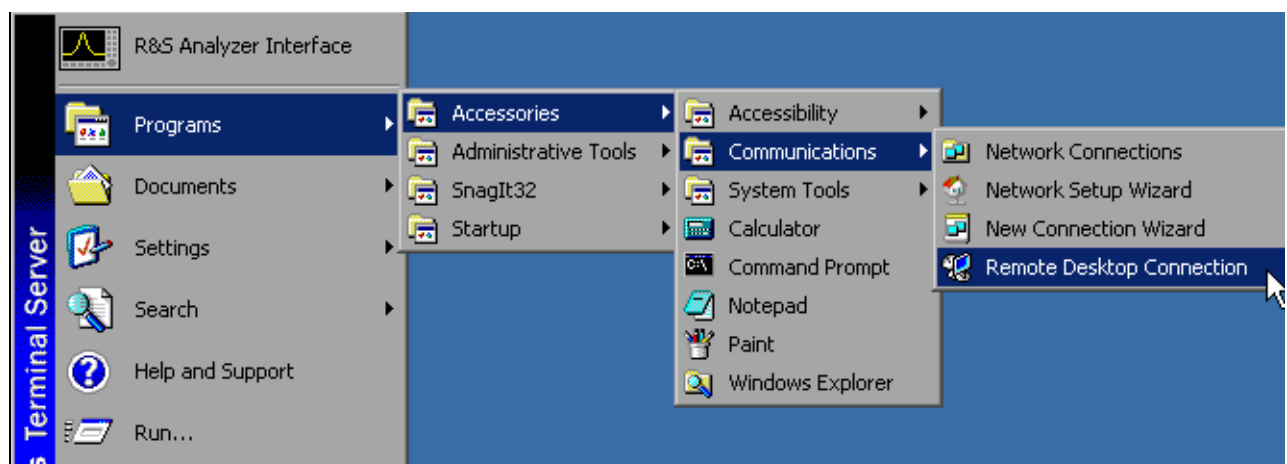 R&S Analyzer Interface
Programs
Documents
Settings
Search
Help and Support
Run...
Terminal Server
Accessories
Administrative Tools
SnagIt32
Startup
Accessibility
Communications
System Tools
Calculator
Command Prompt
Notepad
Paint
Windows Explorer
Network Connections
Network Setup Wizard
New Connection Wizard
Remote Desktop Connection